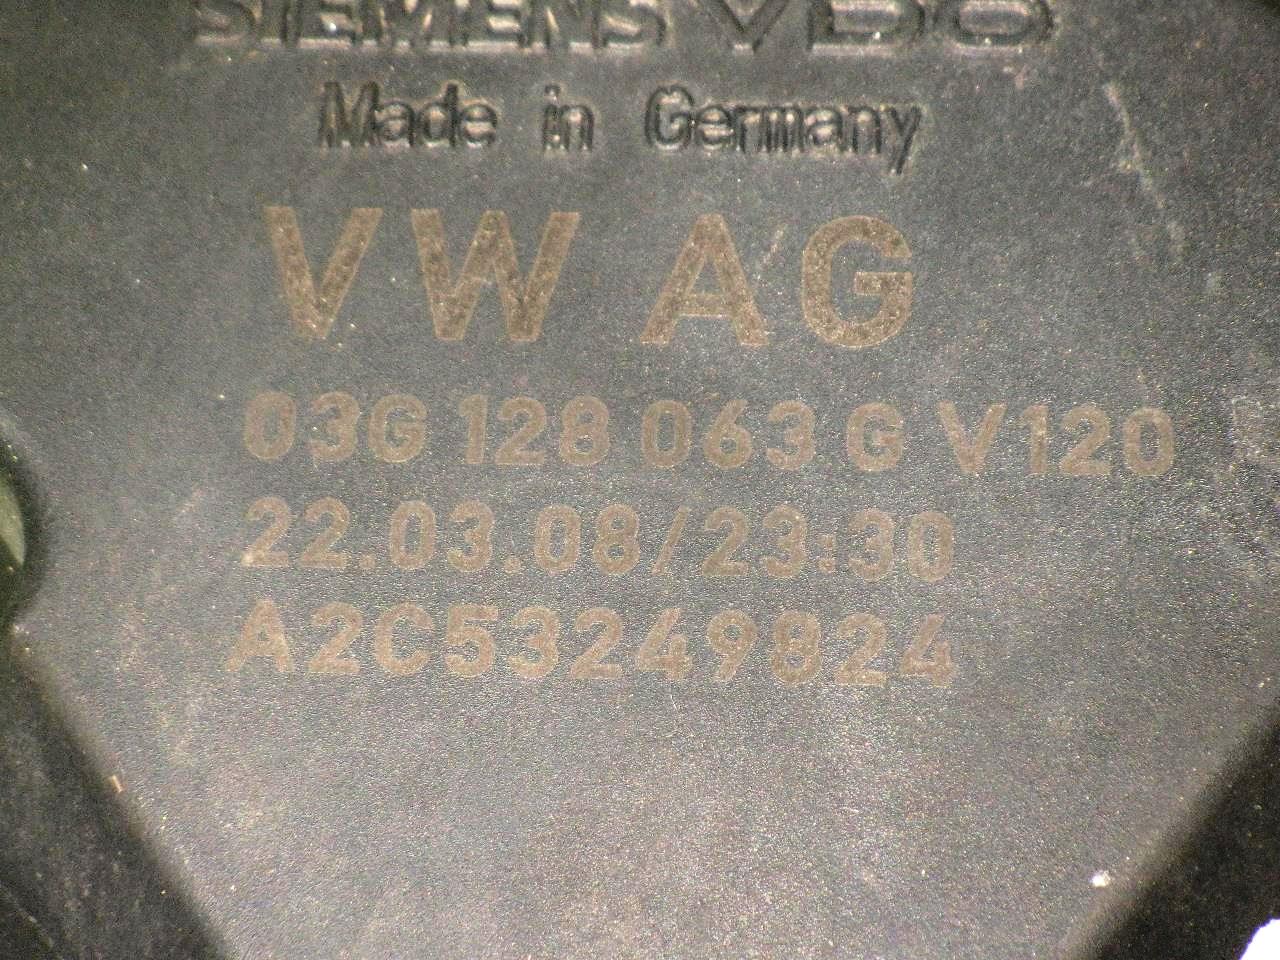 SIEMENS VDO
Made in Germany
VW AG
03G 128 063 G V120
22.03.08/23:30
A2C53249824